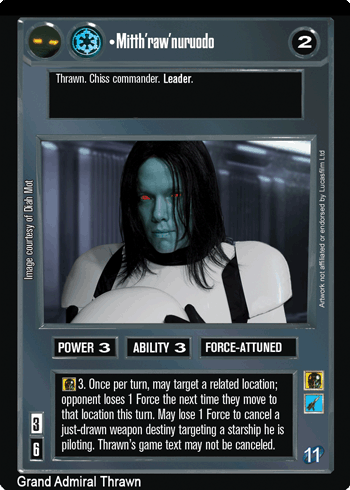 •Mitth'raw'nuruodo
2
Thrawn. Chiss commander. Leader.
Image courtesy of Diah Mot
Artwork not affiliated or endorsed by Lucasfilm Ltd
POWER 3
ABILITY 3
FORCE-ATTUNED
3. Once per turn, may target a related location;
opponent loses 1 Force the next time they move to
that location this turn. May lose 1 Force to cancel a
just-drawn weapon destiny targeting a starship he is
piloting. Thrawn's game text may not be canceled.
3
6
11
Grand Admiral Thrawn